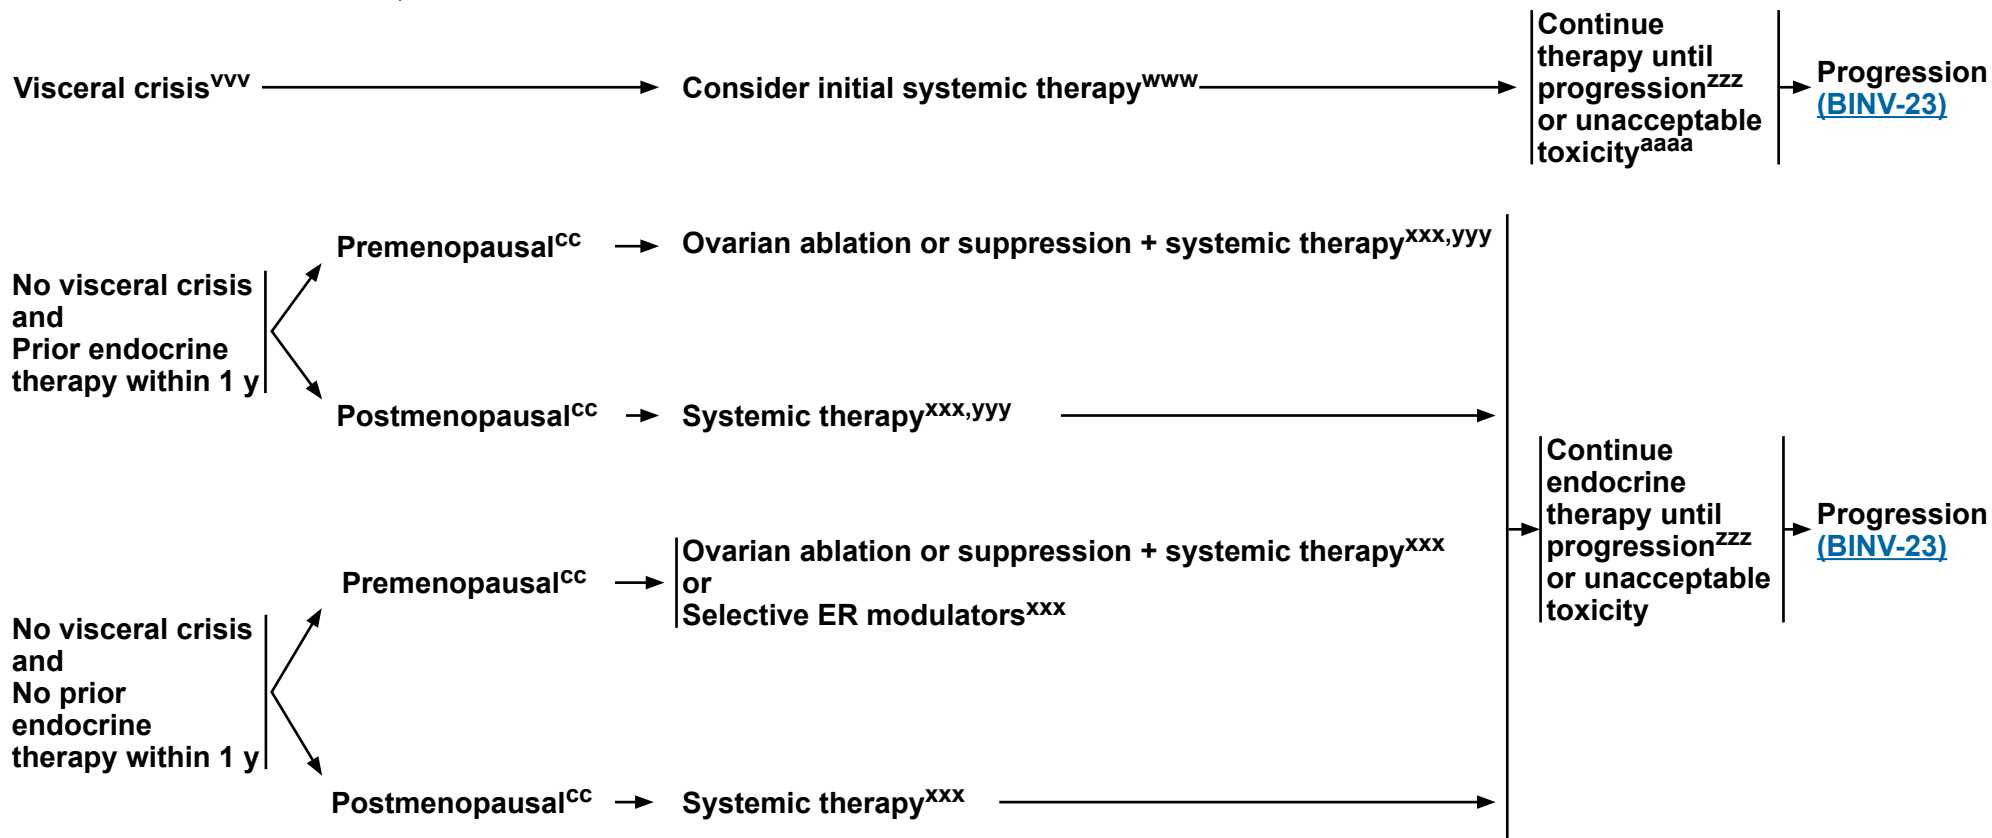 Visceral crisisvvv
Consider initial systemic therapywww
Continue
therapy until
progressionzzz
or unacceptable
toxicityaaaa
Progression
(BINV-23)
No visceral crisis
and
Prior endocrine
therapy within 1 y
Premenopausalcc
Ovarian ablation or suppression + systemic therapyxxx,yyy
Postmenopausalcc
Systemic therapyxxx,yyy
No visceral crisis
and
No prior
endocrine
therapy within 1 y
Premenopausalcc
Ovarian ablation or suppression + systemic therapyxxx
or
Selective ER modulatorsxxx
Postmenopausalcc
Systemic therapyxxx
Continue
endocrine
therapy until
progressionzzz
or unacceptable
toxicity
Progression
(BINV-23)